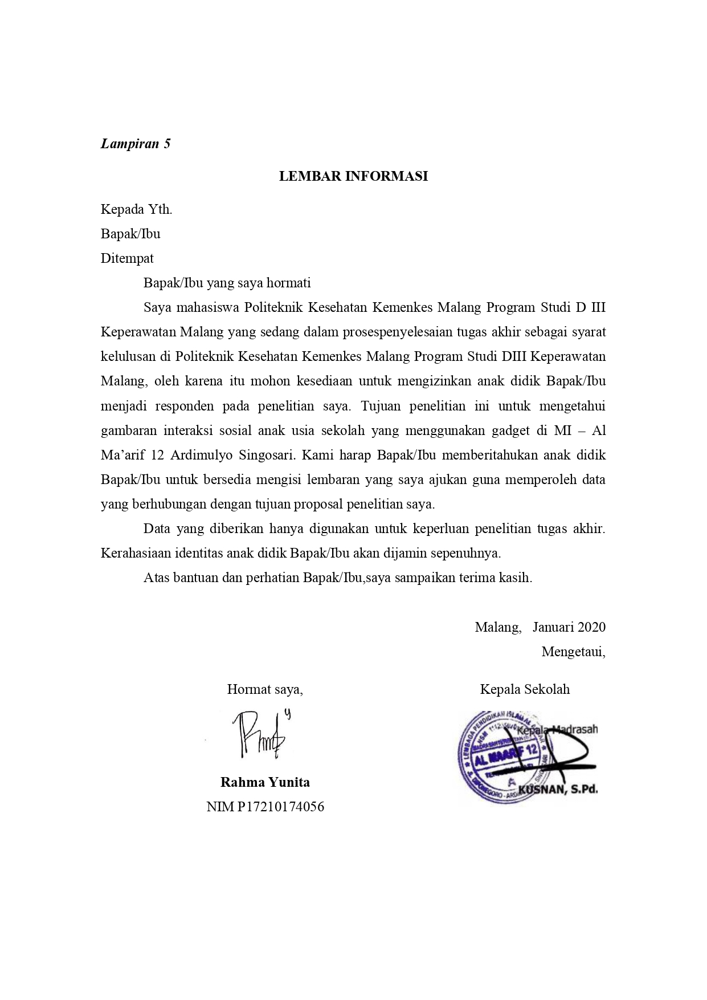 Lampiran 5
LEMBAR INFORMASI
Kepada Yth.
Bapak/Ibu
Ditempat
Bapak/Ibu yang saya hormati
Saya mahasiswa Politeknik Kesehatan Kemenkes Malang Program Studi D III
Keperawatan Malang yang sedang dalam prosespenyelesaian tugas akhir sebagai syarat
kelulusan di Politeknik Kesehatan Kemenkes Malang Program Studi DIII Keperawatan
Malang, oleh karena itu mohon kesediaan untuk mengizinkan anak didik Bapak/Ibu
menjadi responden pada penelitian saya. Tujuan penelitian ini untuk mengetahui
gambaran interaksi sosial anak usia sekolah yang menggunakan gadget di MI – Al
Ma’arif 12 Ardimulyo Singosari. Kami harap Bapak/Ibu memberitahukan anak didik
Bapak/Ibu untuk bersedia mengisi lembaran yang saya ajukan guna memperoleh data
yang berhubungan dengan tujuan proposal penelitian saya.
Data yang diberikan hanya digunakan untuk keperluan penelitian tugas akhir.
Kerahasiaan identitas anak didik Bapak/Ibu akan dijamin sepenuhnya.
Atas bantuan dan perhatian Bapak/Ibu,saya sampaikan terima kasih.
Malang, Januari 2020
Mengetaui,
Hormat saya,
Kepala Sekolah
LEMBAGA PENDIDIKAN ISLAM AL
NSM
Kepala Madrasah
AL MAARIF 12
A
JL. DIPONEGORO
KUSNAN, S.Pd.
Rahma Yunita
NIM P17210174056